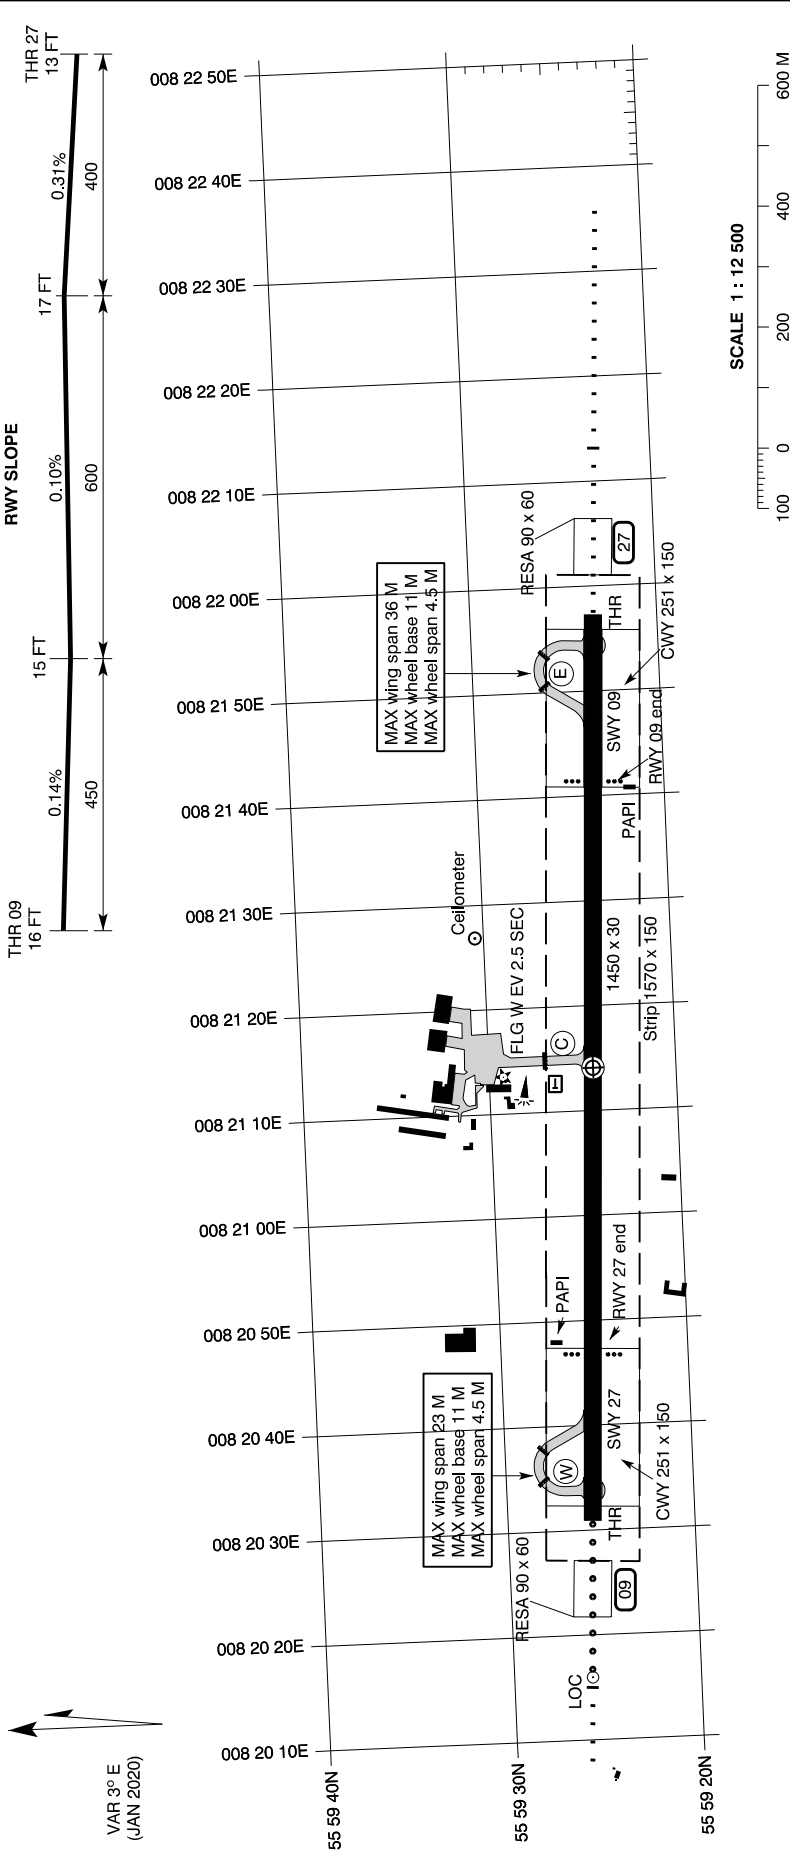 RWY SLOPE
THR 09
16 FT
15 FT
17 FT
THR 27
13 FT
0.14%
0.10%
0.31%
450
600
400
VAR 3° E
(JAN 2020)
008 20 10E
008 20 20E
008 20 30E
008 20 40E
008 20 50E
008 21 00E
008 21 10E
008 21 20E
008 21 30E
008 21 40E
008 21 50E
008 22 00E
008 22 10E
008 22 20E
008 22 30E
008 22 40E
008 22 50E
55 59 40N
55 59 30N
55 59 20N
MAX wing span 23 M
MAX wheel base 11 M
MAX wheel span 4.5 M
MAX wing span 36 M
MAX wheel base 11 M
MAX wheel span 4.5 M
Ceilometer
FLG W EV 2.5 SEC
RESA 90 x 60
RESA 90 x 60
LOC
W
PAPI
T
C
E
09
THR
SWY 27
CWY 251 x 150
RWY 27 end
1450 x 30
Strip 1570 x 150
PAPI
RWY 09 end
SWY 09
CWY 251 x 150
THR
27
SCALE 1 : 12 500
100
0
200
400
600 M